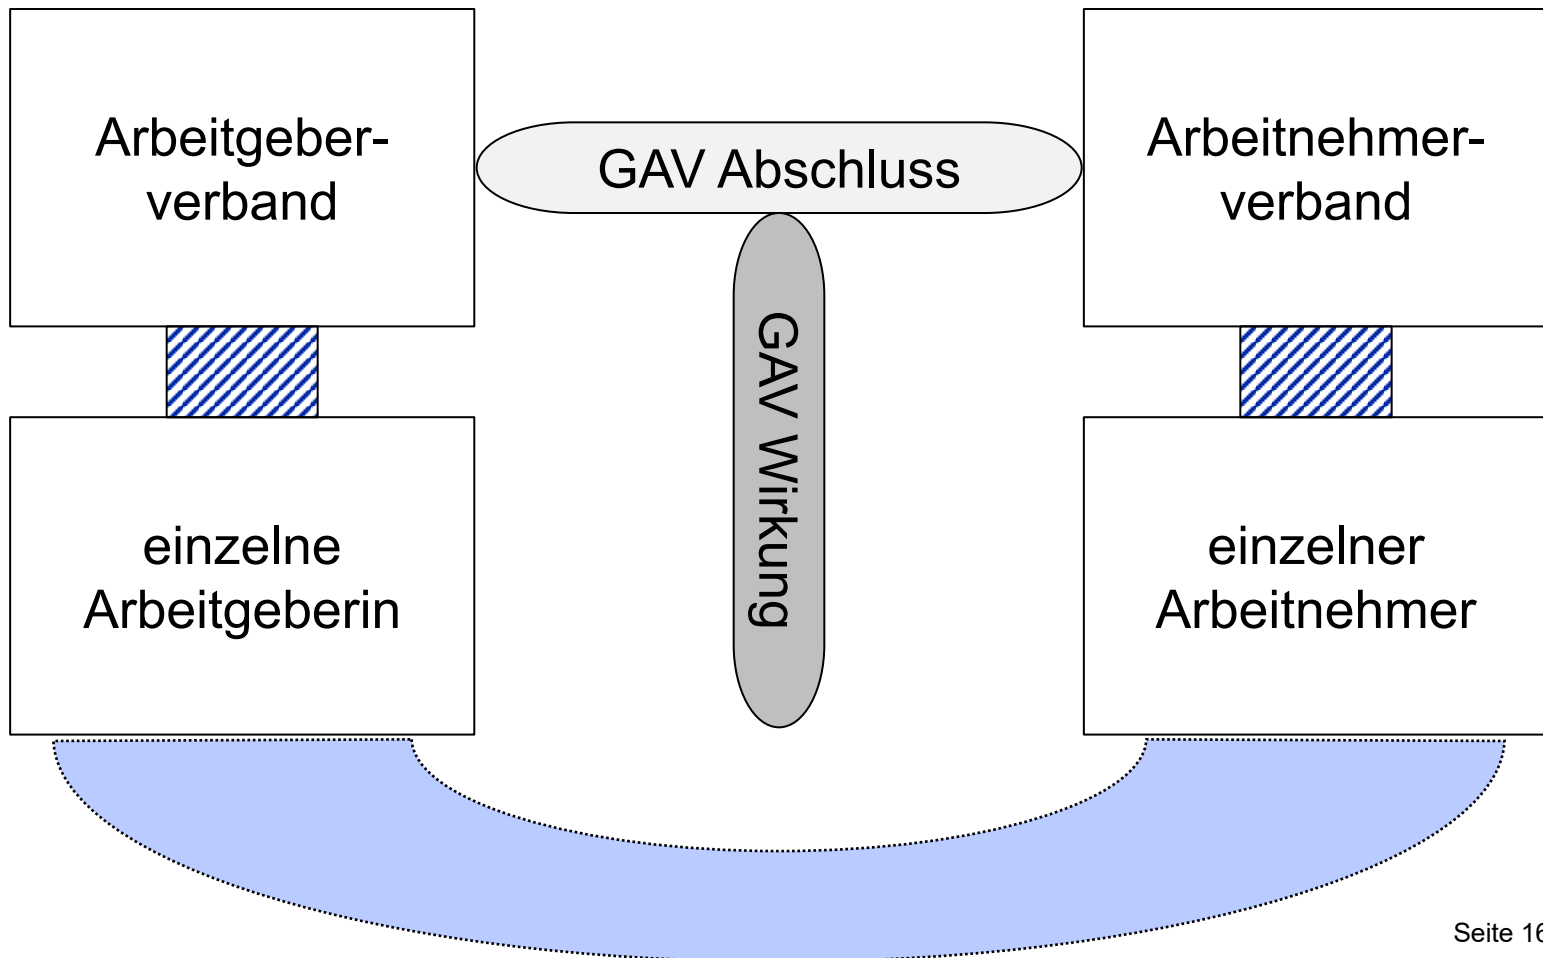 Arbeitgeber-
verband
GAV Abschluss
Arbeitnehmer-
verband
GAV Wirkung
einzelne
Arbeitgeberin
einzelner
Arbeitnehmer
Seite 16